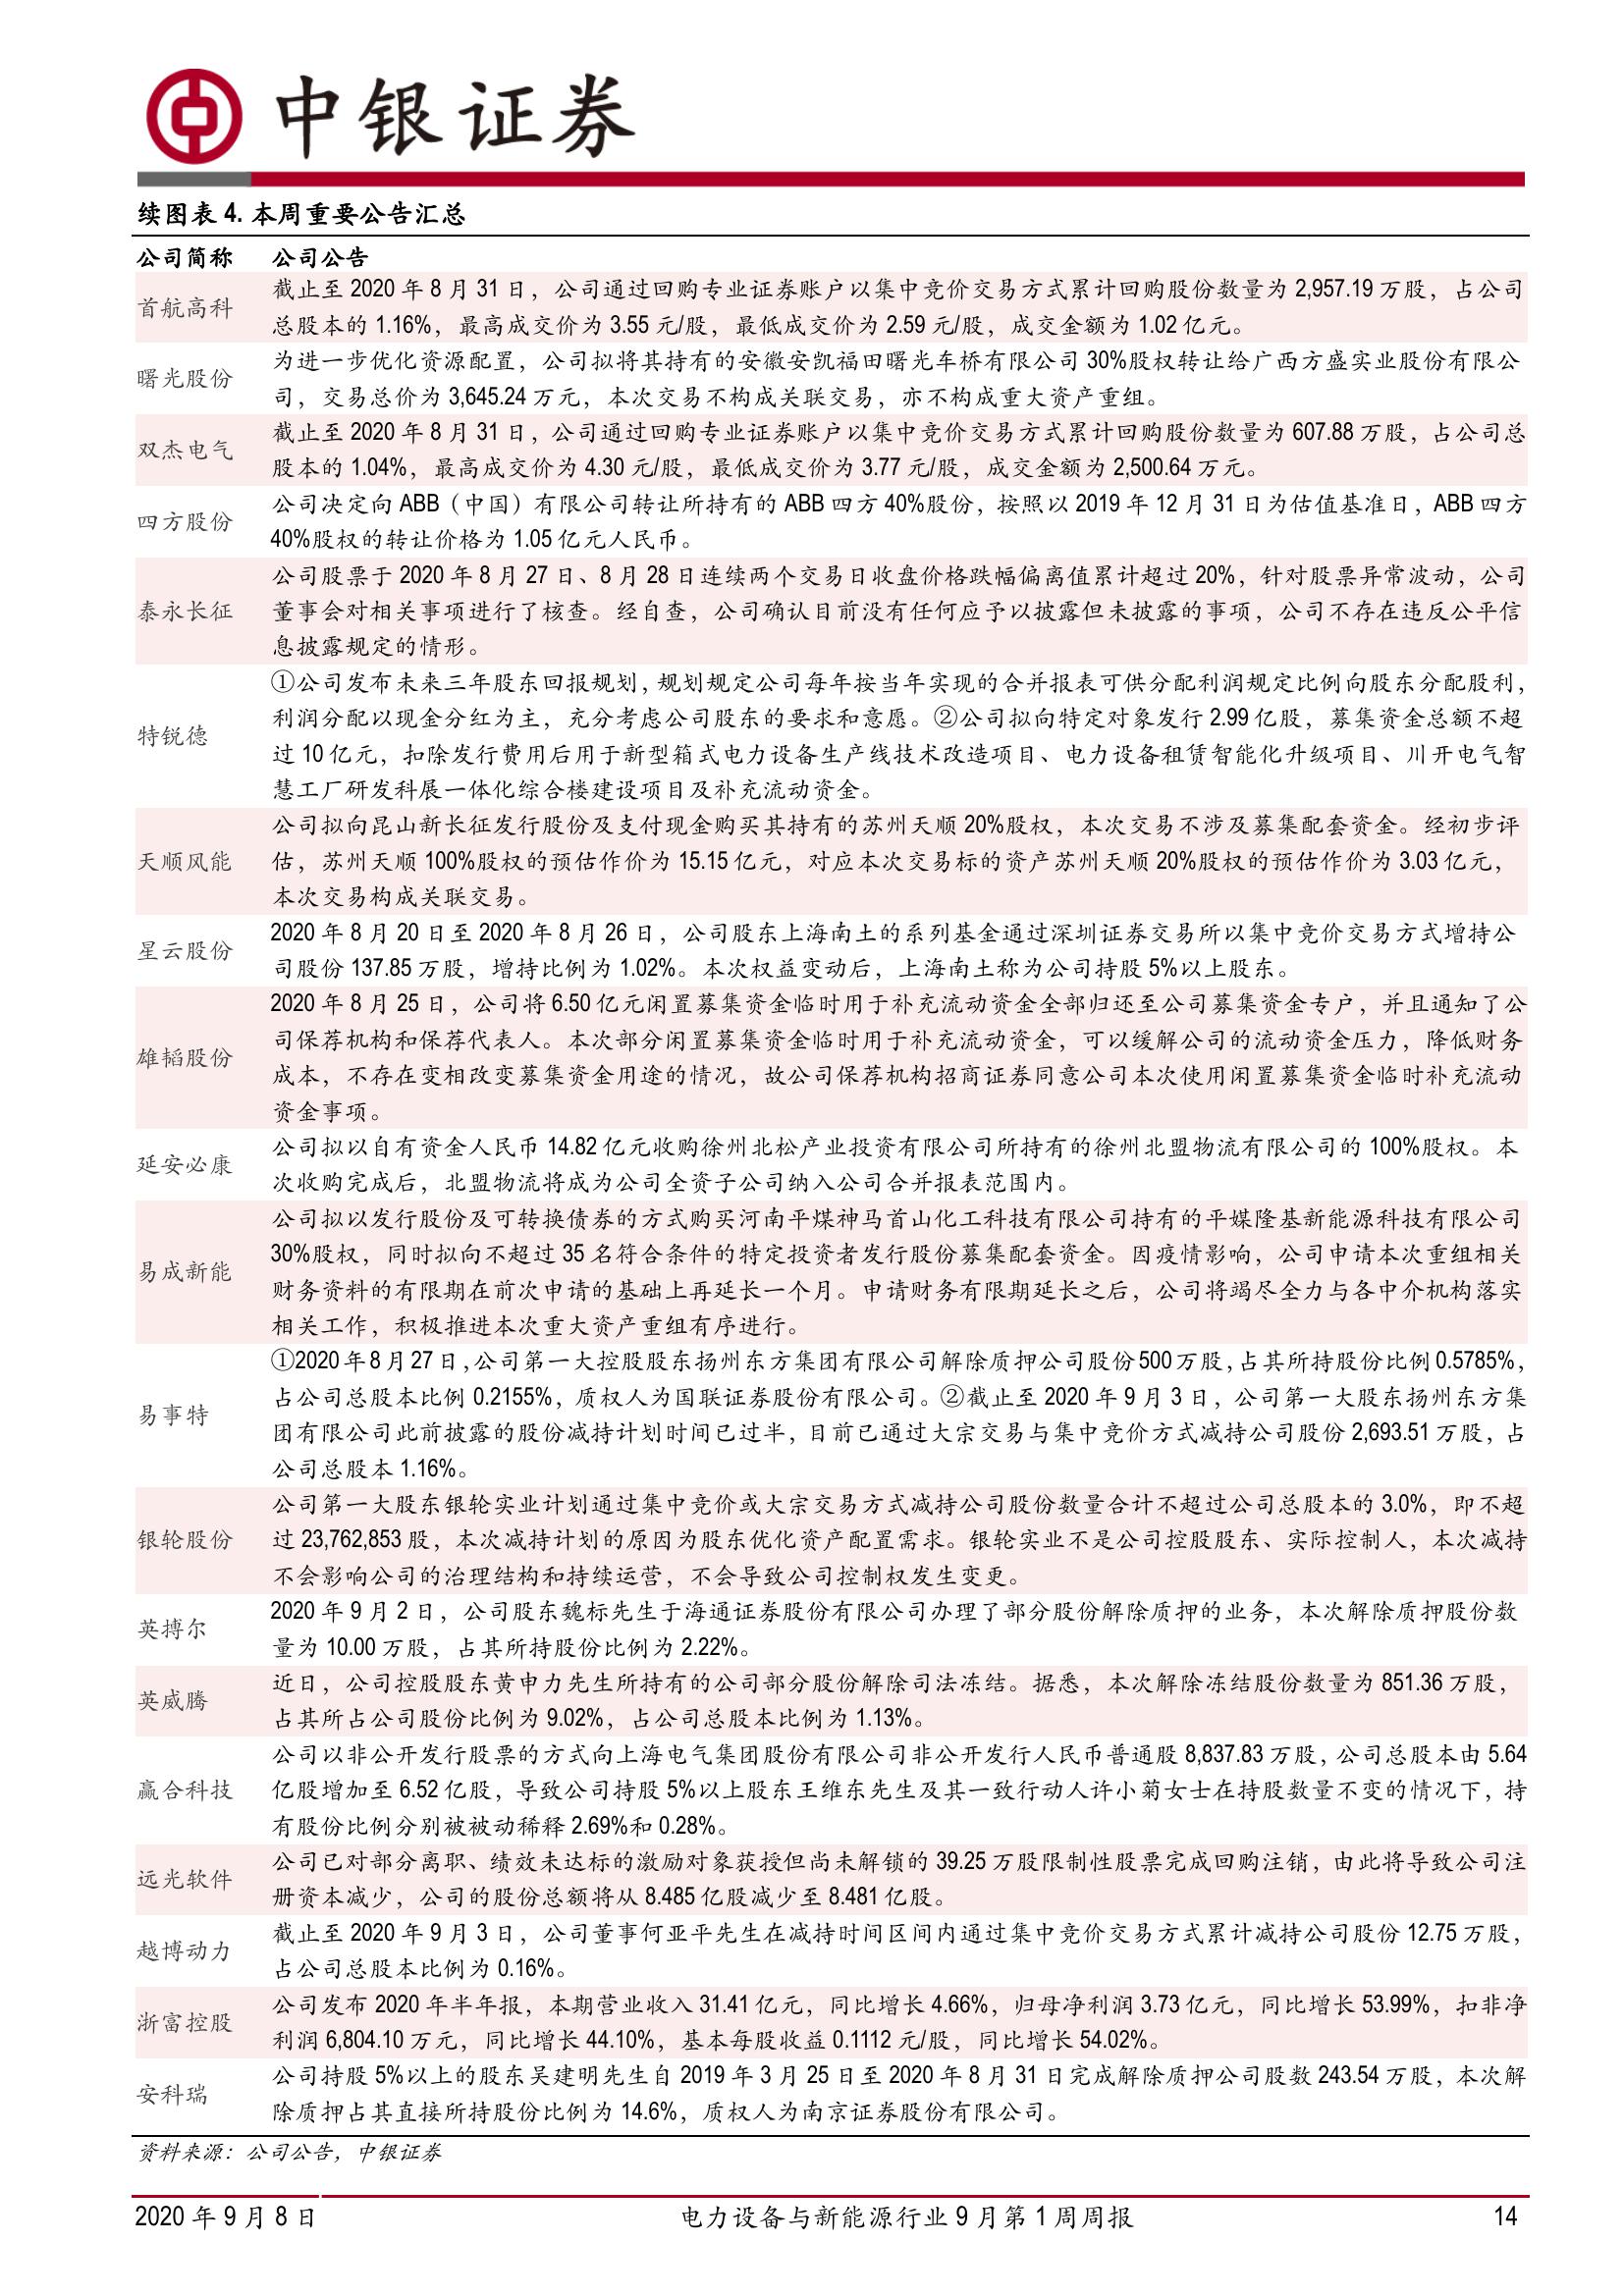 中银证券
续图表 4. 本周重要公告汇总
公司简称 公司公告
首航高科
截止至 2020 年 8 月 31 日，公司通过回购专业证券账户以集中竞价交易方式累计回购股份数量为 2,957.19 万股，占公司
总股本的 1.16%，最高成交价为 3.55 元/股，最低成交价为 2.59 元/股，成交金额为 1.02 亿元。
曙光股份
为进一步优化资源配置，公司拟将其持有的安徽安凯福田曙光车桥有限公司 30%股权转让给广西方盛实业股份有限公
司，交易总价为 3,645.24 万元，本次交易不构成关联交易，亦不构成重大资产重组。
双杰电气
截止至 2020 年 8 月 31 日，公司通过回购专业证券账户以集中竞价交易方式累计回购股份数量为 607.88 万股，占公司总
股本的 1.04%，最高成交价为 4.30 元/股，最低成交价为 3.77 元/股，成交金额为 2,500.64 万元。
四方股份
公司决定向 ABB（中国）有限公司转让所持有的 ABB 四方 40%股份，按照以 2019 年 12 月 31 日为估值基准日，ABB 四方
40%股权的转让价格为 1.05 亿元人民币。
泰永长征
公司股票于 2020 年 8 月 27 日、8 月 28 日连续两个交易日收盘价格跌幅偏离值累计超过 20%，针对股票异常波动，公司
董事会对相关事项进行了核查。经自查，公司确认目前没有任何应予以披露但未披露的事项，公司不存在违反公平信
息披露规定的情形。
特锐德
①公司发布未来三年股东回报规划，规划规定公司每年按当年实现的合并报表可供分配利润规定比例向股东分配股利，
利润分配以现金分红为主，充分考虑公司股东的要求和意愿。②公司拟向特定对象发行 2.99 亿股，募集资金总额不超
过 10 亿元，扣除发行费用后用于新型箱式电力设备生产线技术改造项目、电力设备租赁智能化升级项目、川开电气智
慧工厂研发科展一体化综合楼建设项目及补充流动资金。
天顺风能
公司拟向昆山新长征发行股份及支付现金购买其持有的苏州天顺 20%股权，本次交易不涉及募集配套资金。经初步评
估，苏州天顺 100%股权的预估作价为 15.15 亿元，对应本次交易标的资产苏州天顺 20%股权的预估作价为 3.03 亿元，
本次交易构成关联交易。
星云股份
2020 年 8 月 20 日至 2020 年 8 月 26 日，公司股东上海南土的系列基金通过深圳证券交易所以集中竞价交易方式增持公
司股份 137.85 万股，增持比例为 1.02%。本次权益变动后，上海南土称为公司持股 5%以上股东。
雄韬股份
2020 年 8 月 25 日，公司将 6.50 亿元闲置募集资金临时用于补充流动资金全部归还至公司募集资金专户，并且通知了公
司保荐机构和保荐代表人。本次部分闲置募集资金临时用于补充流动资金，可以缓解公司的流动资金压力，降低财务
成本，不存在变相改变募集资金用途的情况，故公司保荐机构招商证券同意公司本次使用闲置募集资金临时补充流动
资金事项。
延安必康
公司拟以自有资金人民币 14.82 亿元收购徐州北松产业投资有限公司所持有的徐州北盟物流有限公司的 100%股权。本
次收购完成后，北盟物流将成为公司全资子公司纳入公司合并报表范围内。
易成新能
公司拟以发行股份及可转换债券的方式购买河南平煤神马首山化工科技有限公司持有的平媒隆基新能源科技有限公司
30%股权，同时拟向不超过 35 名符合条件的特定投资者发行股份募集配套资金。因疫情影响，公司申请本次重组相关
财务资料的有限期在前次申请的基础上再延长一个月。申请财务有限期延长之后，公司将竭尽全力与各中介机构落实
相关工作，积极推进本次重大资产重组有序进行。
易事特
①2020 年 8 月 27 日，公司第一大控股股东扬州东方集团有限公司解除质押公司股份 500 万股，占其所持股份比例 0.5785%，
占公司总股本比例 0.2155%，质权人为国联证券股份有限公司。②截止至 2020 年 9 月 3 日，公司第一大股东扬州东方集
团有限公司此前披露的股份减持计划时间已过半，目前已通过大宗交易与集中竞价方式减持公司股份 2,693.51 万股，占
公司总股本 1.16%。
银轮股份
公司第一大股东银轮实业计划通过集中竞价或大宗交易方式减持公司股份数量合计不超过公司总股本的 3.0%，即不超
过 23,762,853 股，本次减持计划的原因为股东优化资产配置需求。银轮实业不是公司控股股东、实际控制人，本次减持
不会影响公司的治理结构和持续运营，不会导致公司控制权发生变更。
英搏尔
2020 年 9 月 2 日，公司股东魏标先生于海通证券股份有限公司办理了部分股份解除质押的业务，本次解除质押股份数
量为 10.00 万股，占其所持股份比例为 2.22%。
英威腾
近日，公司控股股东黄申力先生所持有的公司部分股份解除司法冻结。据悉，本次解除冻结股份数量为 851.36 万股，
占其所占公司股份比例为 9.02%，占公司总股本比例为 1.13%。
赢合科技
公司以非公开发行股票的方式向上海电气集团股份有限公司非公开发行人民币普通股 8,837.83 万股，公司总股本由 5.64
亿股增加至 6.52 亿股，导致公司持股 5%以上股东王维东先生及其一致行动人许小菊女士在持股数量不变的情况下，持
有股份比例分别被被动稀释 2.69%和 0.28%。
远光软件
公司已对部分离职、绩效未达标的激励对象获授但尚未解锁的 39.25 万股限制性股票完成回购注销，由此将导致公司注
册资本减少，公司的股份总额将从 8.485 亿股减少至 8.481 亿股。
越博动力
截止至 2020 年 9 月 3 日，公司董事何亚平先生在减持时间区间内通过集中竞价交易方式累计减持公司股份 12.75 万股，
占公司总股本比例为 0.16%。
浙富控股
公司发布 2020 年半年报，本期营业收入 31.41 亿元，同比增长 4.66%，归母净利润 3.73 亿元，同比增长 53.99%，扣非净
利润 6,804.10 万元，同比增长 44.10%，基本每股收益 0.1112 元/股，同比增长 54.02%。
安科瑞
公司持股 5%以上的股东吴建明先生自 2019 年 3 月 25 日至 2020 年 8 月 31 日完成解除质押公司股数 243.54 万股，本次解
除质押占其直接所持股份比例为 14.6%，质权人为南京证券股份有限公司。
资料来源：公司公告，中银证券
2020 年 9 月 8 日 电力设备与新能源行业 9 月第 1 周周报 14